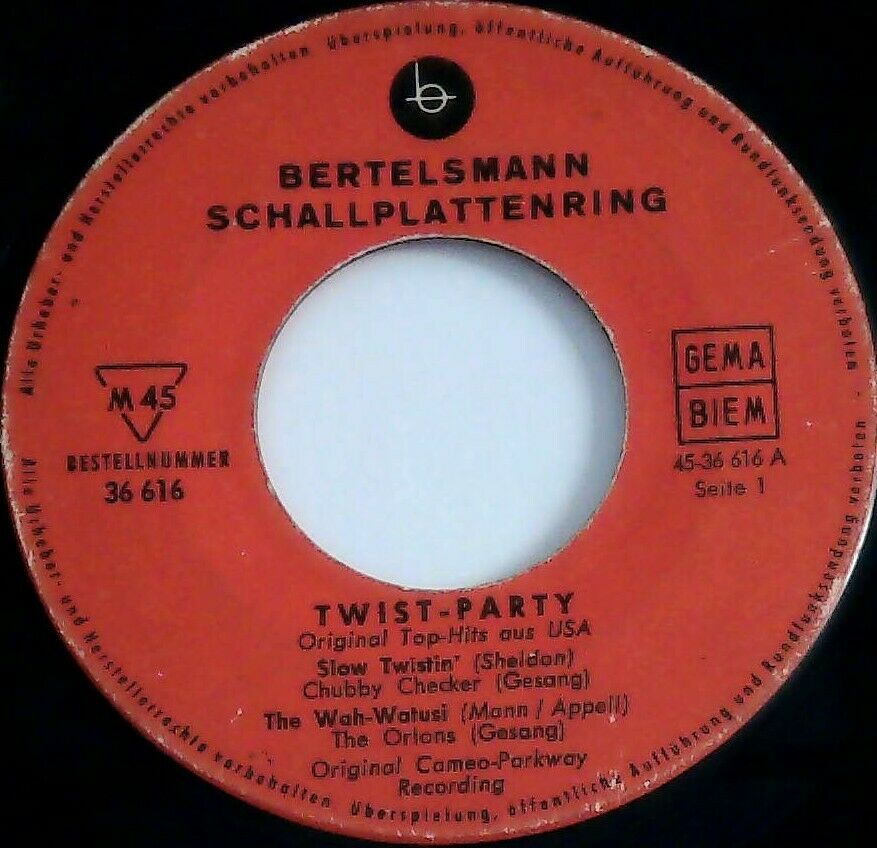 Alle Urheber- und Herstellerrechte vorbehalten Überspielung, öffentliche Aufführung und Rundfunksendung verboten -
b
BERTELSMANN
SCHALLPLATTENRING
M 45
BESTELLNUMMER
36 616
GEMA
BIEM
45-36 616 A
Seite 1
TWIST-PARTY
Original Top-Hits aus USA
Slow Twistin' (Sheldon)
Chubby Checker (Gesang)
The Wah-Watusi (Mann / Appell)
The Orlons (Gesang)
Original Cameo-Parkway
Recording
Alle Urheber- und Herstellerrechte vorbehalten Überspielung, öffentliche Aufführung und Rundfunksendung verboten